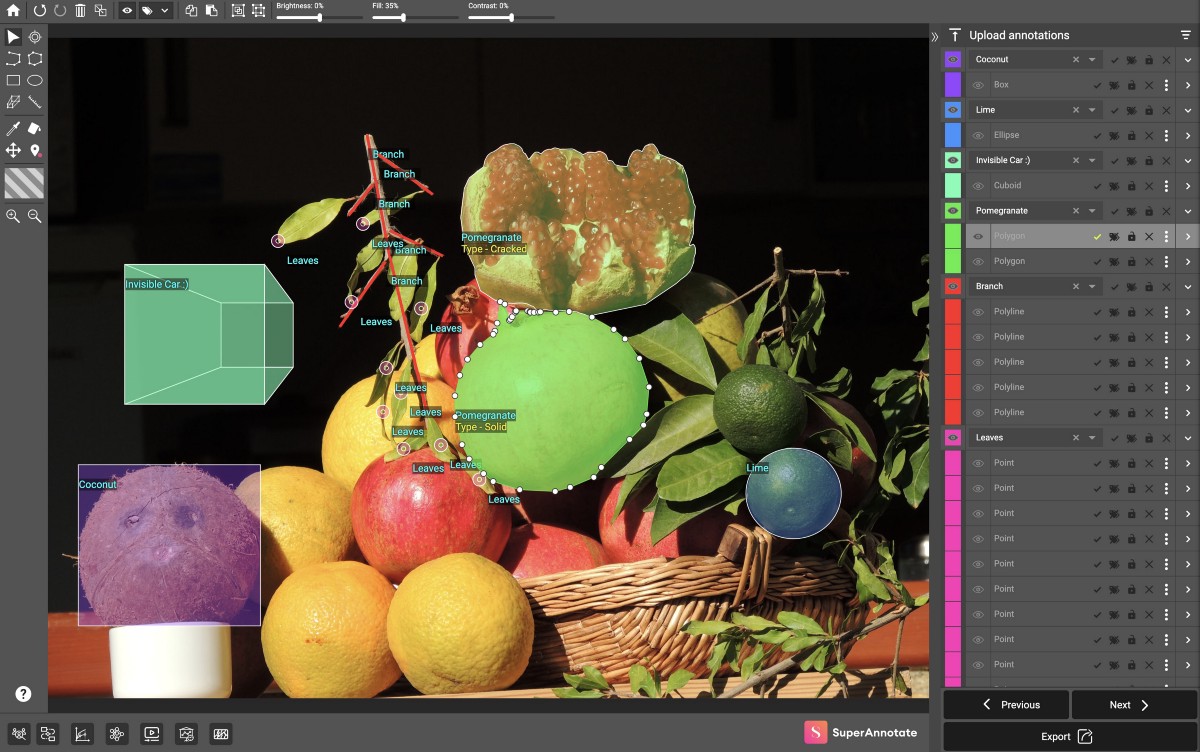 Brightness: 0%
Fill: 35%
Contrast: 0%
Upload annotations
Coconut
Box
Lime
Ellipse
Invisible Car :)
Cuboid
Pomegranate
Polygon
Polygon
Branch
Polyline
Polyline
Polyline
Polyline
Polyline
Leaves
Point
Point
Point
Point
Point
Point
Point
Point
Point
Branch
Branch
Branch
Leaves
Branch
Leaves
Branch
Invisible Car :)
Leaves
Leaves
Pomegranate
Type - Cracked
Leaves
Leaves
Leaves
Pomegranate
Type - Solid
Leaves
Leaves
Leaves
Lime
Coconut
?
Previous
Next
S
SuperAnnotate
Export